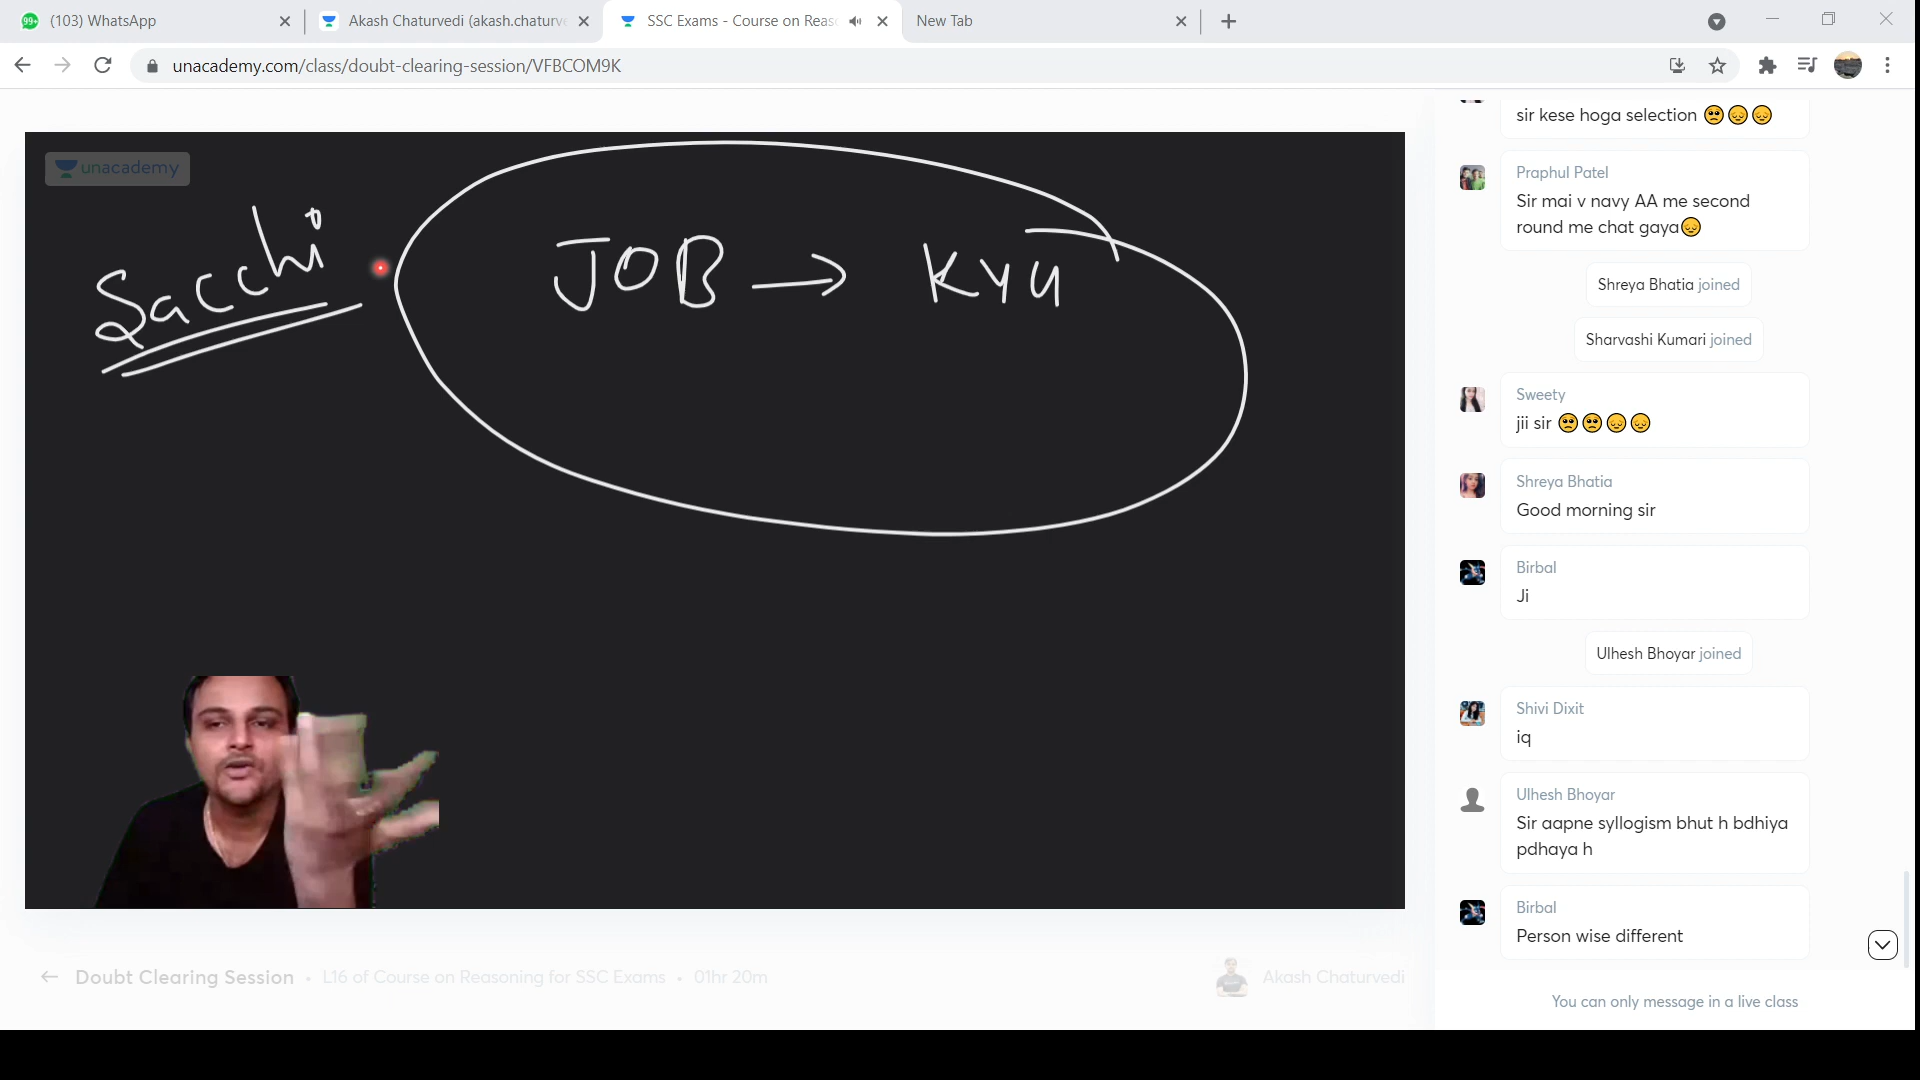 (103) WhatsApp
Akash Chaturvedi (akash.chaturve
SSC Exams - Course on Reas
New Tab
unacademy.com/class/doubt-clearing-session/VFBCOM9K
unacademy
Sacchi
JOB → Kyu
Doubt Clearing Session • L16 of Course on Reasoning for SSC Exams • 01hr 20m
Akash Chaturvedi
sir kese hoga selection 🥺😞😞
Praphul Patel
Sir mai v navy AA me second
round me chat gaya😞
Shreya Bhatia joined
Sharvashi Kumari joined
Sweety
jii sir 🥺🥺😞😞
Shreya Bhatia
Good morning sir
Birbal
Ji
Ulhesh Bhoyar joined
Shivi Dixit
iq
Ulhesh Bhoyar
Sir aapne syllogism bhut h bdhiya
pdhaya h
Birbal
Person wise different
You can only message in a live class